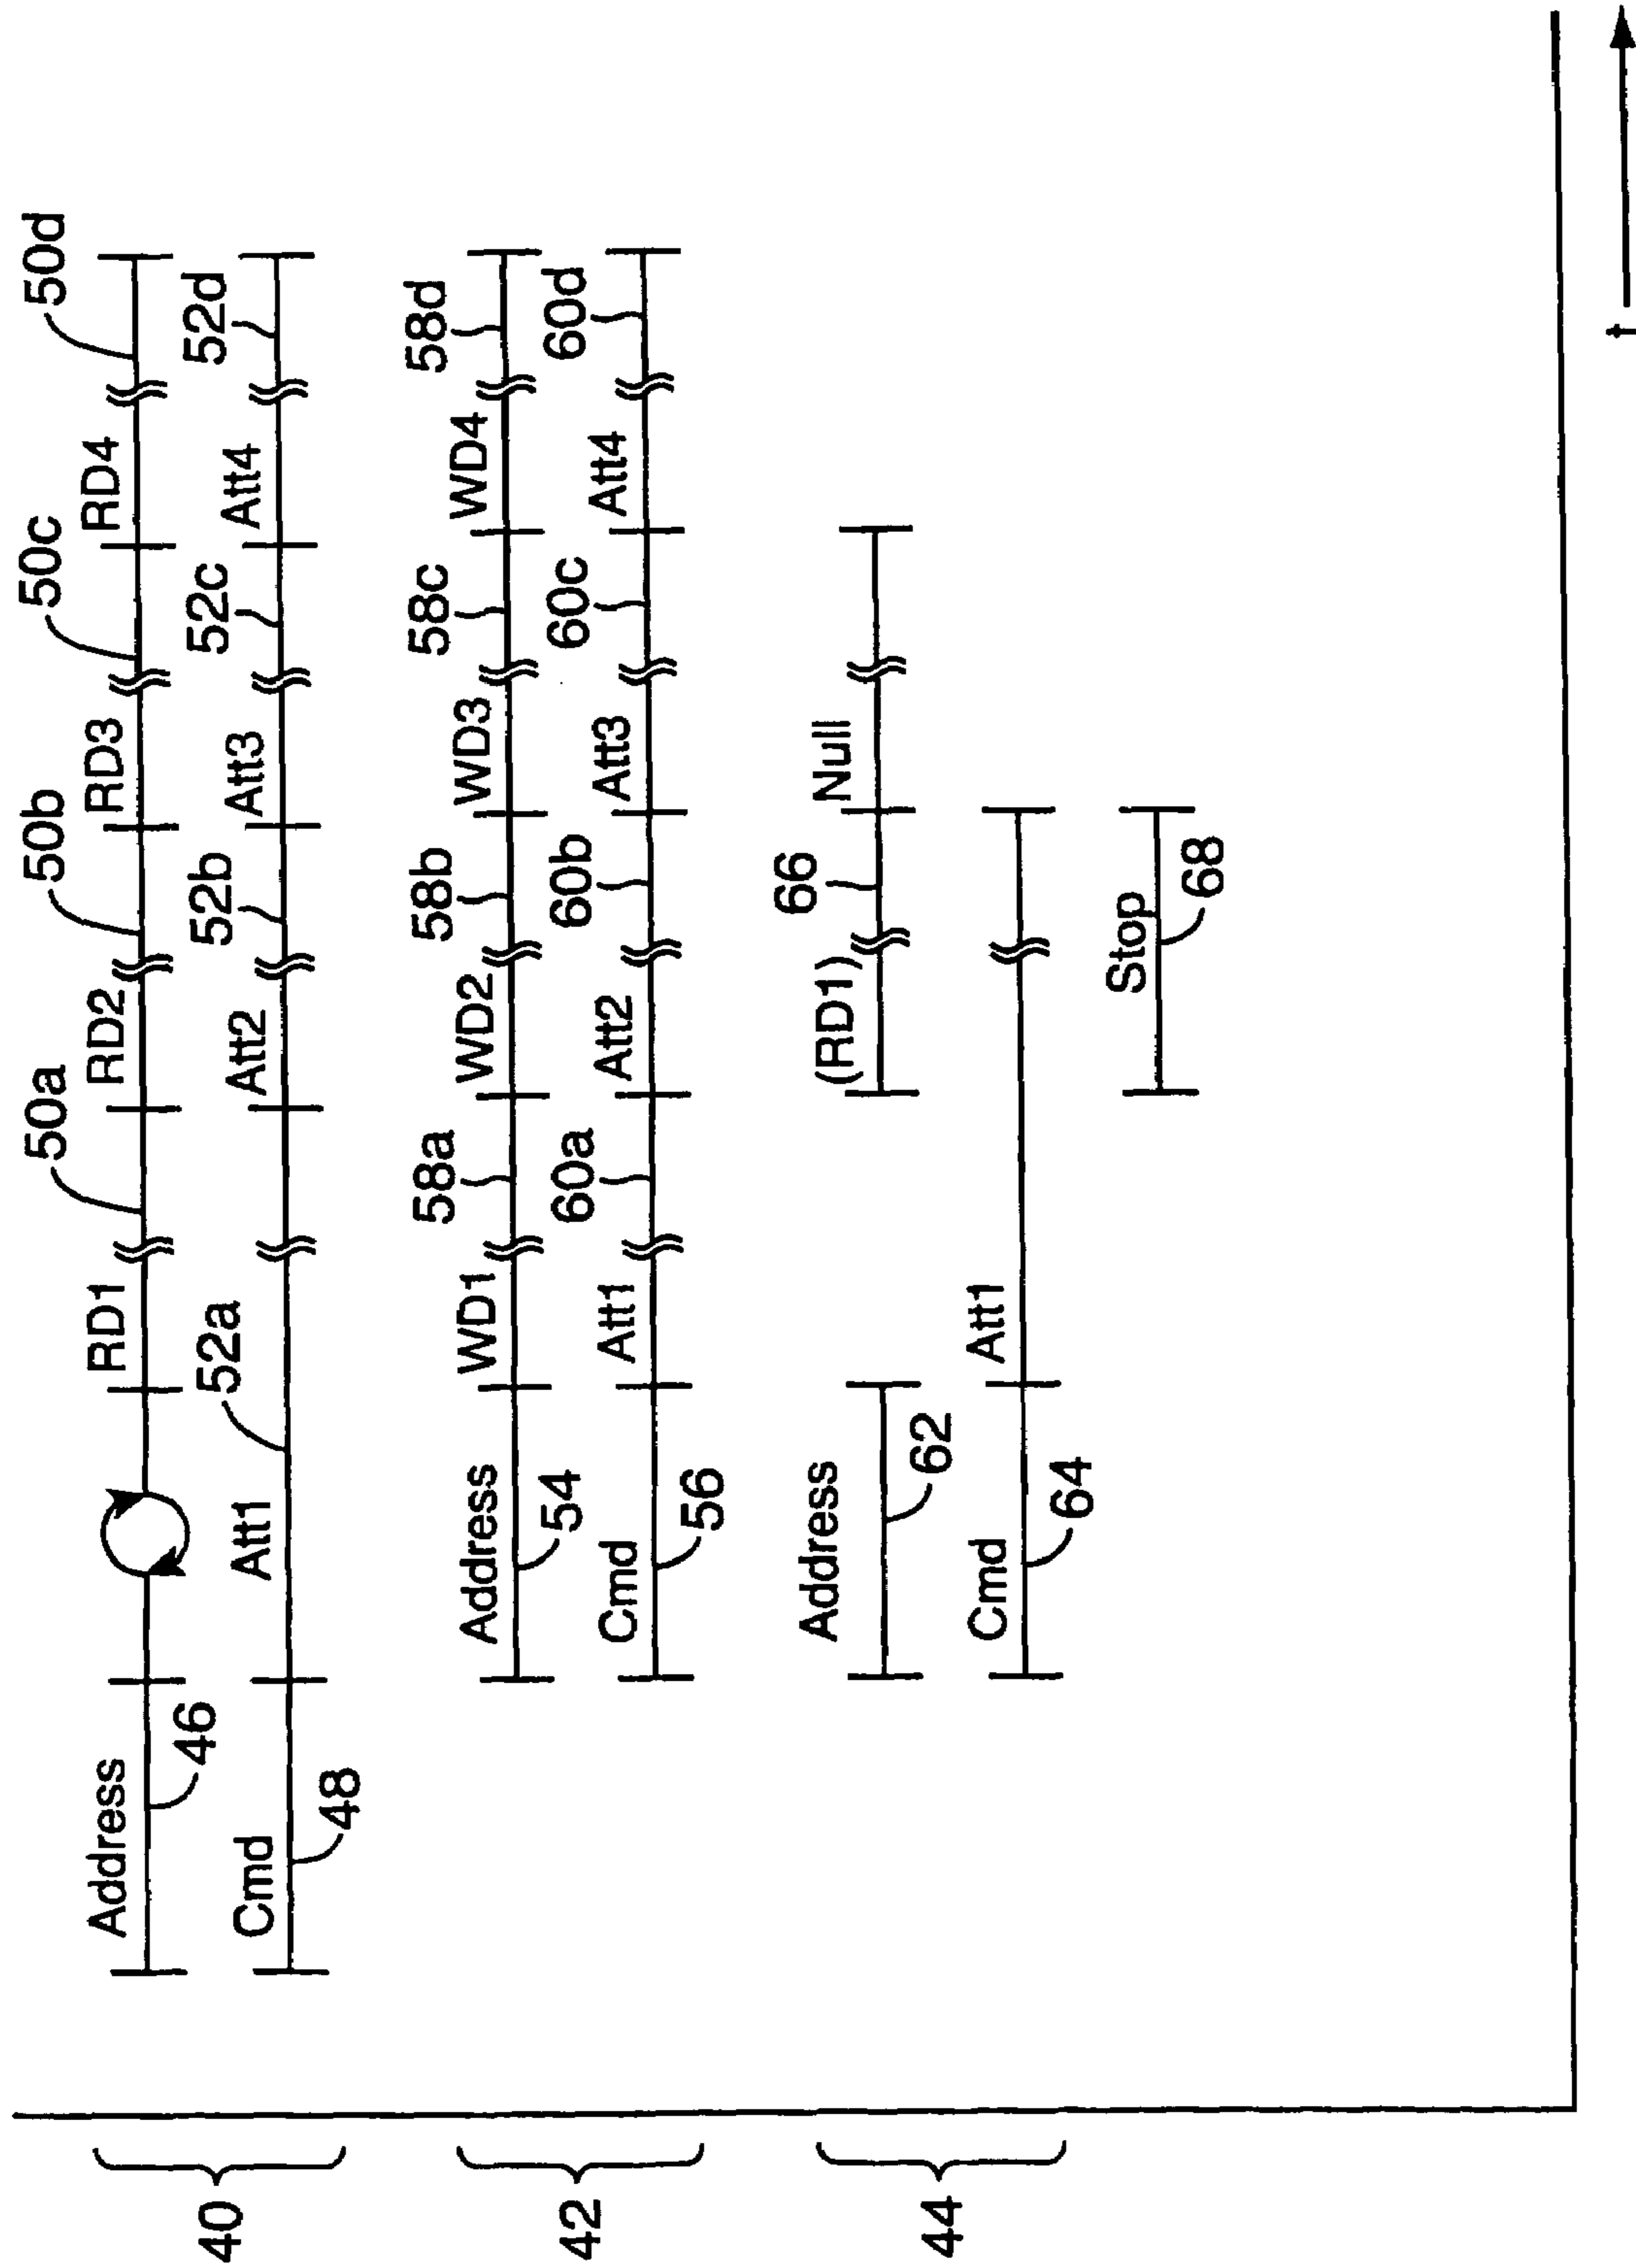 50a 50b 50c 50d
Address RD1 RD2 RD3 RD4
46 52a 52b 52c 52d
40
Cmd Att1 Att2 Att3 Att4
48
58a 58b 58c 58d
Address WD1 WD2 WD3 WD4
54 60a 60b 60c 60d
42
Cmd Att1 Att2 Att3 Att4
56
66
Address (RD1) Null
62
44
Cmd Att1
64
Stop
68
t